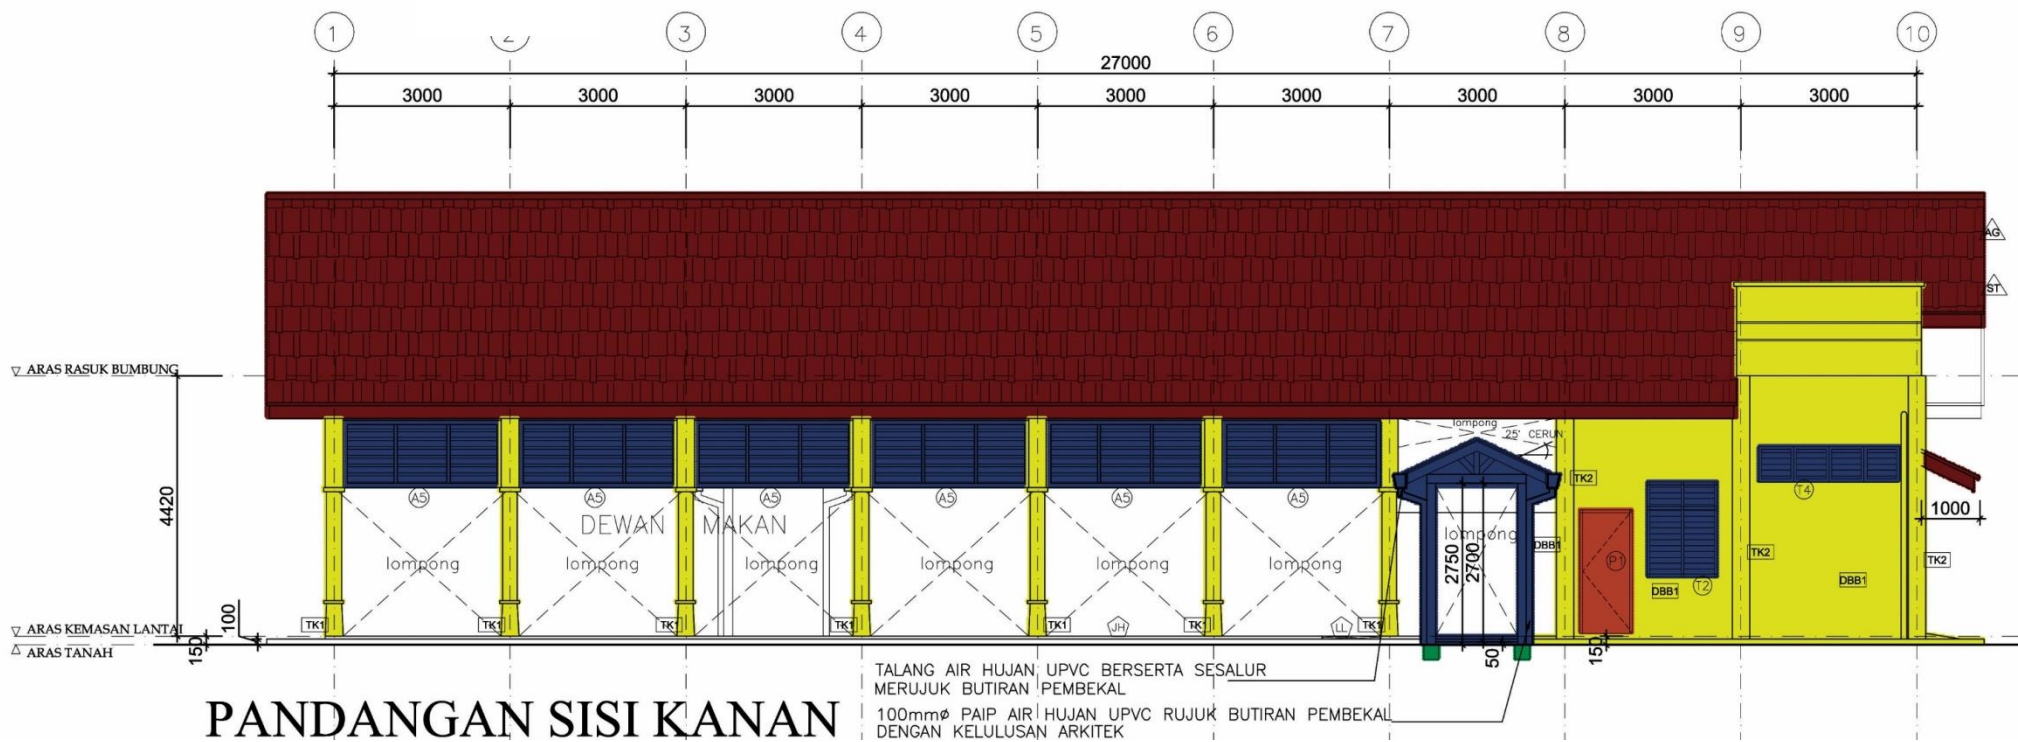 1 2 3 4 5 6 7 8 9 10
27000
3000 3000 3000 3000 3000 3000 3000 3000 3000
AG
ST
ARAS RASUK BUMBUNG
lompong
25° CERUN
A5 A5 A5 A5 A5 A5
TK2
T4
DEWAN MAKAN
4420
1000
lompong lompong lompong lompong lompong lompong
lompong
2750
2700
DBB1
P1
TK2
TK2
DBB1
T2
DBB1
100
TK1 TK1 TK1 TK1 TK1 TK1 TK1
JH
LL
ARAS KEMASAN LANTAI
ARAS TANAH
150
50
150
TALANG AIR HUJAN UPVC BERSERTA SESALUR
MERUJUK BUTIRAN PEMBEKAL
100mmø PAIP AIR HUJAN UPVC RUJUK BUTIRAN PEMBEKAL
DENGAN KELULUSAN ARKITEK
PANDANGAN SISI KANAN